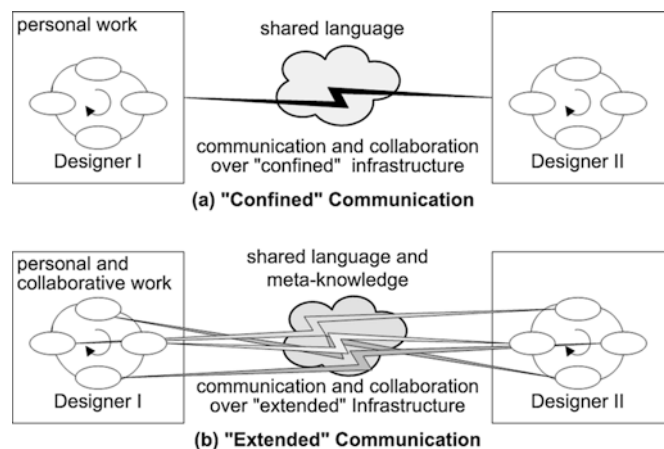 personal work
shared language
Designer I
communication and collaboration
over "confined" infrastructure
Designer II
(a) "Confined" Communication
personal and
collaborative work
shared language and
meta-knowledge
Designer I
communication and collaboration
over "extended" Infrastructure
Designer II
(b) "Extended" Communication